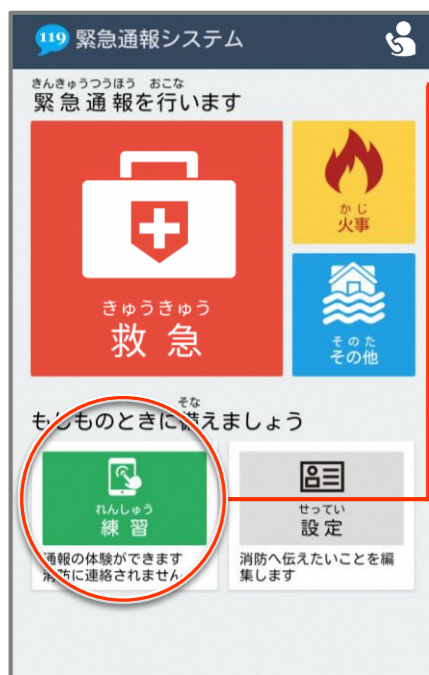 119 緊急通報システム
きんきゅうつうほう おこな
緊急通報を行います
きゅうきゅう
救急
かじ
火事
そのた
その他
そな
もしものときに備えましょう
れんしゅう
練習
通報の体験ができます
消防に連絡されません
せってい
設定
消防へ伝えたいことを編
集します